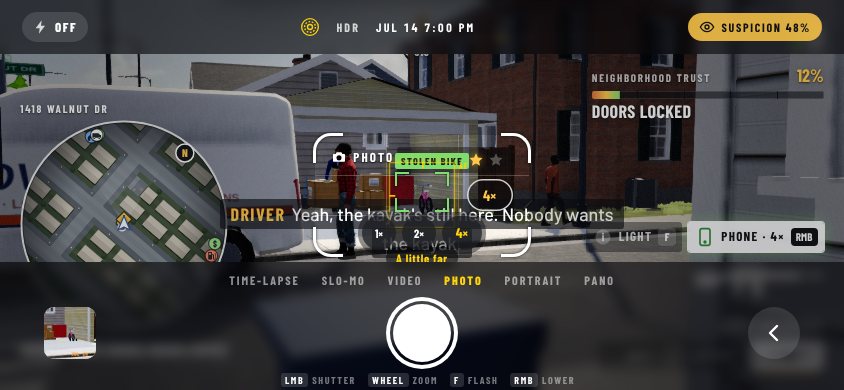 OFF
HDR
JUL 14 7:00 PM
SUSPICION 48%
NEIGHBORHOOD TRUST 12%
DOORS LOCKED
1418 WALNUT DR
N
PHOTO
STOLEN BIKE
4×
DRIVER Yeah, the kayak's still here. Nobody wants
the kayak.
1× 2× 4×
A little far
LIGHT F
PHONE · 4× RMB
TIME-LAPSE SLO-MO VIDEO PHOTO PORTRAIT PANO
LMB SHUTTER WHEEL ZOOM F FLASH RMB LOWER